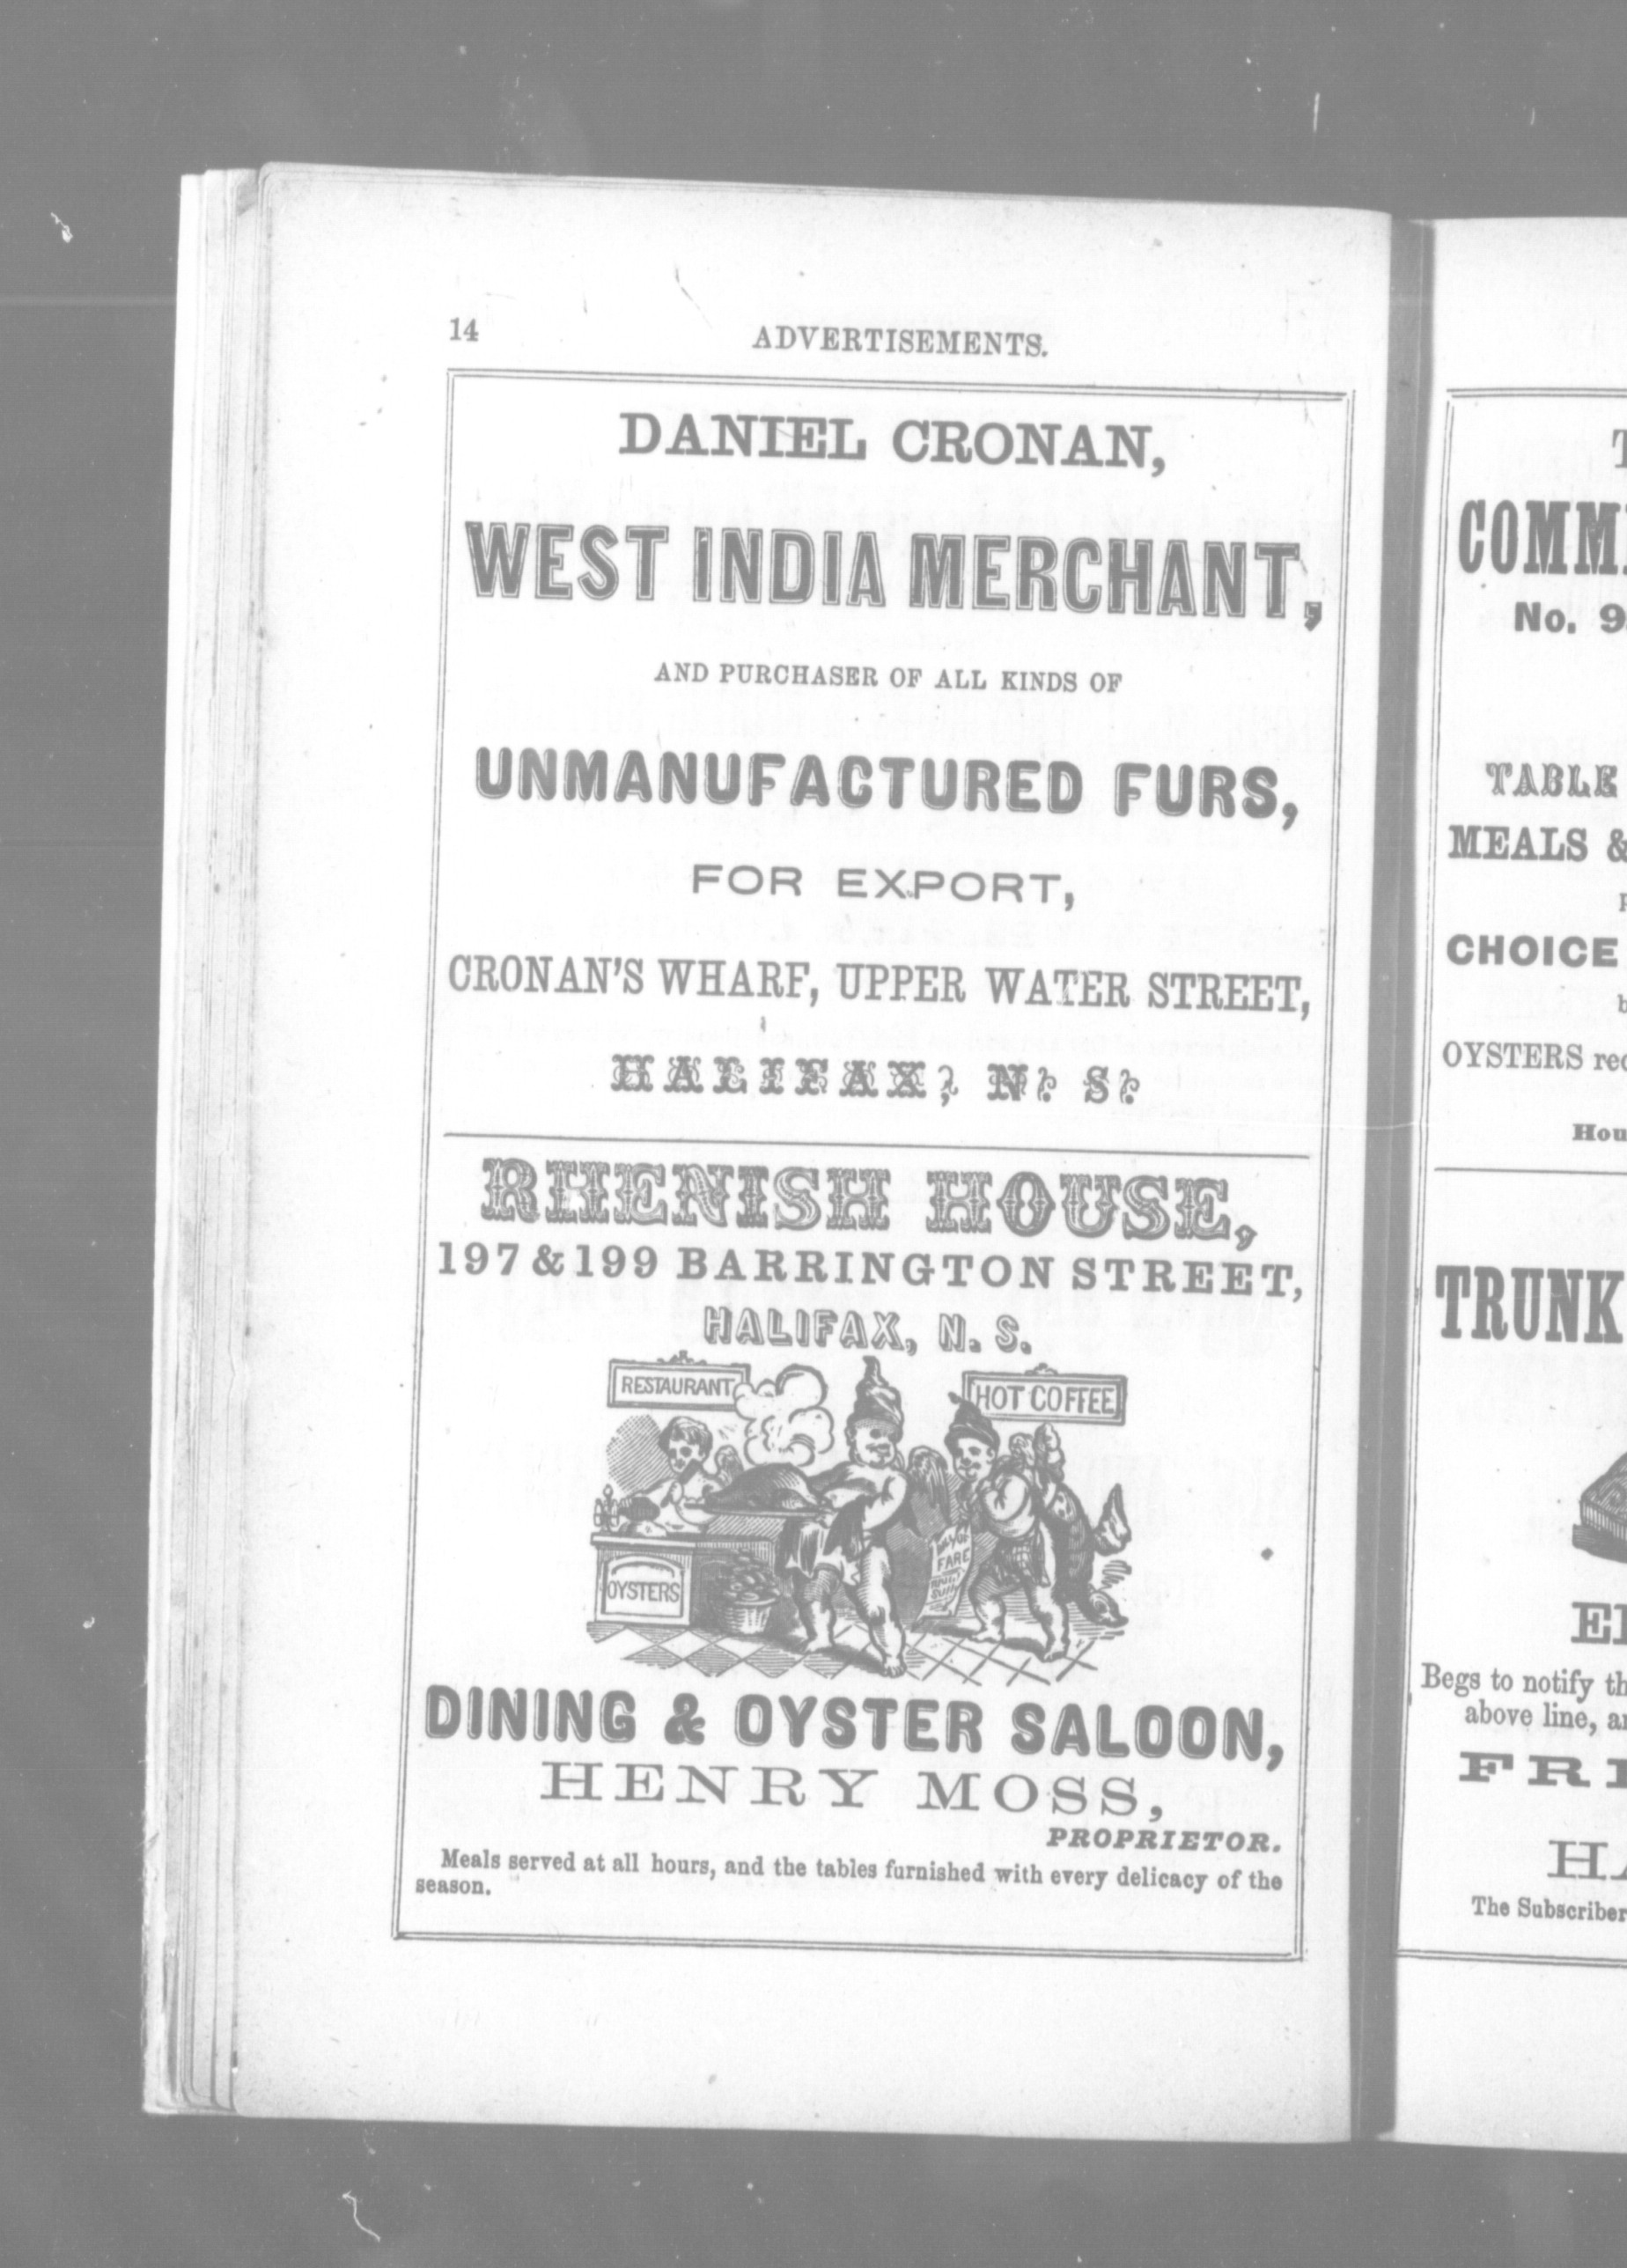 14 ADVERTISEMENTS.
DANIEL CRONAN,
WEST INDIA MERCHANT,
AND PURCHASER OF ALL KINDS OF
UNMANUFACTURED FURS,
FOR EXPORT,
CRONAN'S WHARF, UPPER WATER STREET,
HALIFAX, N. S.
RHENISH HOUSE,
197 & 199 BARRINGTON STREET,
HALIFAX, N. S.
RESTAURANT
HOT COFFEE
OYSTERS
FARE
DINING & OYSTER SALOON,
HENRY MOSS,
PROPRIETOR.
Meals served at all hours, and the tables furnished with every delicacy of the
season.
No. 9
TABLE
MEALS &
CHOICE
OYSTERS
TRUNK
Begs to notify
above line,
The Subscriber